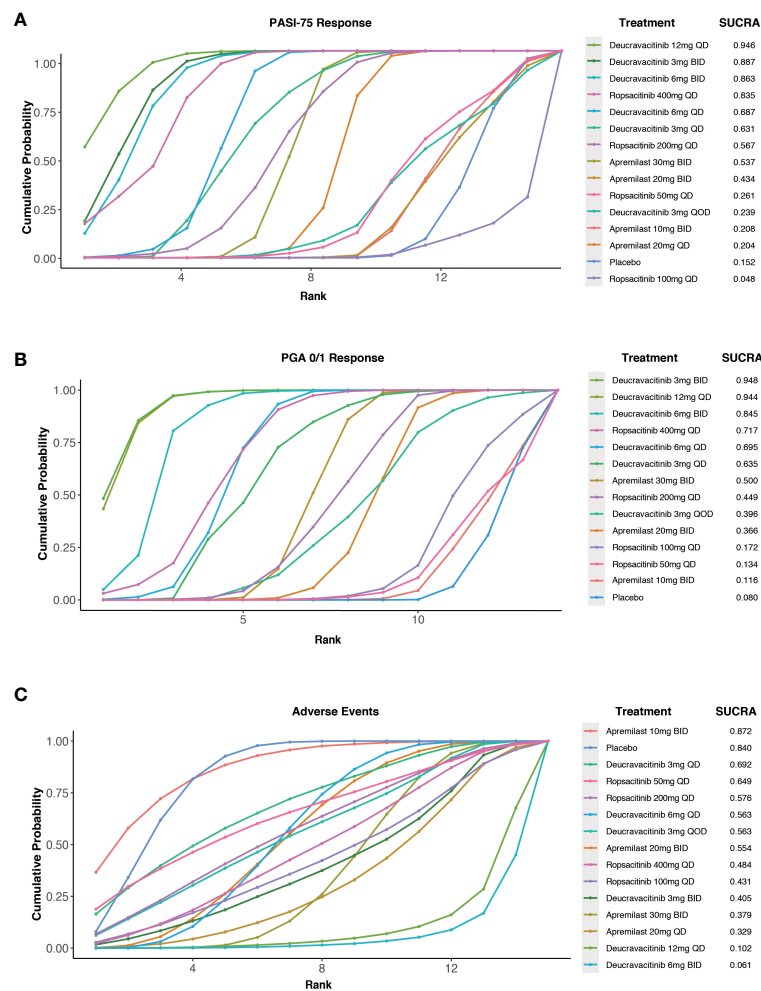 A
PASI-75 Response
Treatment SUCRA
Cumulative Probability
1.00
0.75
0.50
0.25
0.00
4 8 12
Rank
Deucravacitinib 12mg QD 0.946
Deucravacitinib 3mg BID 0.887
Deucravacitinib 6mg BID 0.863
Ropsacitinib 400mg QD 0.835
Deucravacitinib 6mg QD 0.687
Deucravacitinib 3mg QD 0.631
Ropsacitinib 200mg QD 0.567
Apremilast 30mg BID 0.537
Apremilast 20mg BID 0.434
Ropsacitinib 50mg QD 0.261
Deucravacitinib 3mg QOD 0.239
Apremilast 10mg BID 0.208
Apremilast 20mg QD 0.204
Placebo 0.152
Ropsacitinib 100mg QD 0.048
B
PGA 0/1 Response
Treatment SUCRA
Cumulative Probability
1.00
0.75
0.50
0.25
0.00
5 10
Rank
Deucravacitinib 3mg BID 0.948
Deucravacitinib 12mg QD 0.944
Deucravacitinib 6mg BID 0.845
Ropsacitinib 400mg QD 0.717
Deucravacitinib 6mg QD 0.695
Deucravacitinib 3mg QD 0.635
Apremilast 30mg BID 0.500
Ropsacitinib 200mg QD 0.449
Deucravacitinib 3mg QOD 0.396
Apremilast 20mg BID 0.366
Ropsacitinib 100mg QD 0.172
Ropsacitinib 50mg QD 0.134
Apremilast 10mg BID 0.116
Placebo 0.080
C
Adverse Events
Treatment SUCRA
Cumulative Probability
1.00
0.75
0.50
0.25
0.00
4 8 12
Rank
Apremilast 10mg BID 0.872
Placebo 0.840
Deucravacitinib 3mg QD 0.692
Ropsacitinib 50mg QD 0.649
Ropsacitinib 200mg QD 0.576
Deucravacitinib 6mg QD 0.563
Deucravacitinib 3mg QOD 0.563
Apremilast 20mg BID 0.554
Ropsacitinib 400mg QD 0.484
Ropsacitinib 100mg QD 0.431
Deucravacitinib 3mg BID 0.405
Apremilast 30mg BID 0.379
Apremilast 20mg QD 0.329
Deucravacitinib 12mg QD 0.102
Deucravacitinib 6mg BID 0.061